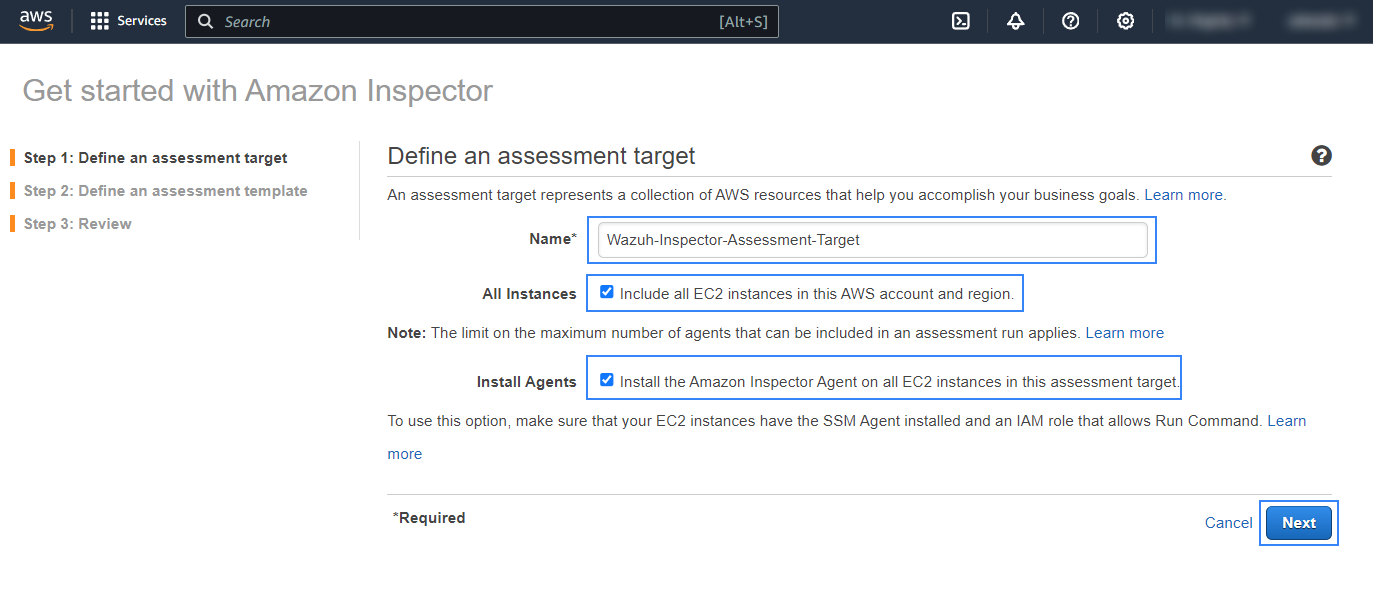 aws Services Search [Alt+S]
Get started with Amazon Inspector
Step 1: Define an assessment target
Step 2: Define an assessment template
Step 3: Review
Define an assessment target
An assessment target represents a collection of AWS resources that help you accomplish your business goals. Learn more.
Name* Wazuh-Inspector-Assessment-Target
All Instances Include all EC2 instances in this AWS account and region.
Note: The limit on the maximum number of agents that can be included in an assessment run applies. Learn more
Install Agents Install the Amazon Inspector Agent on all EC2 instances in this assessment target.
To use this option, make sure that your EC2 instances have the SSM Agent installed and an IAM role that allows Run Command. Learn
more
*Required
Cancel Next